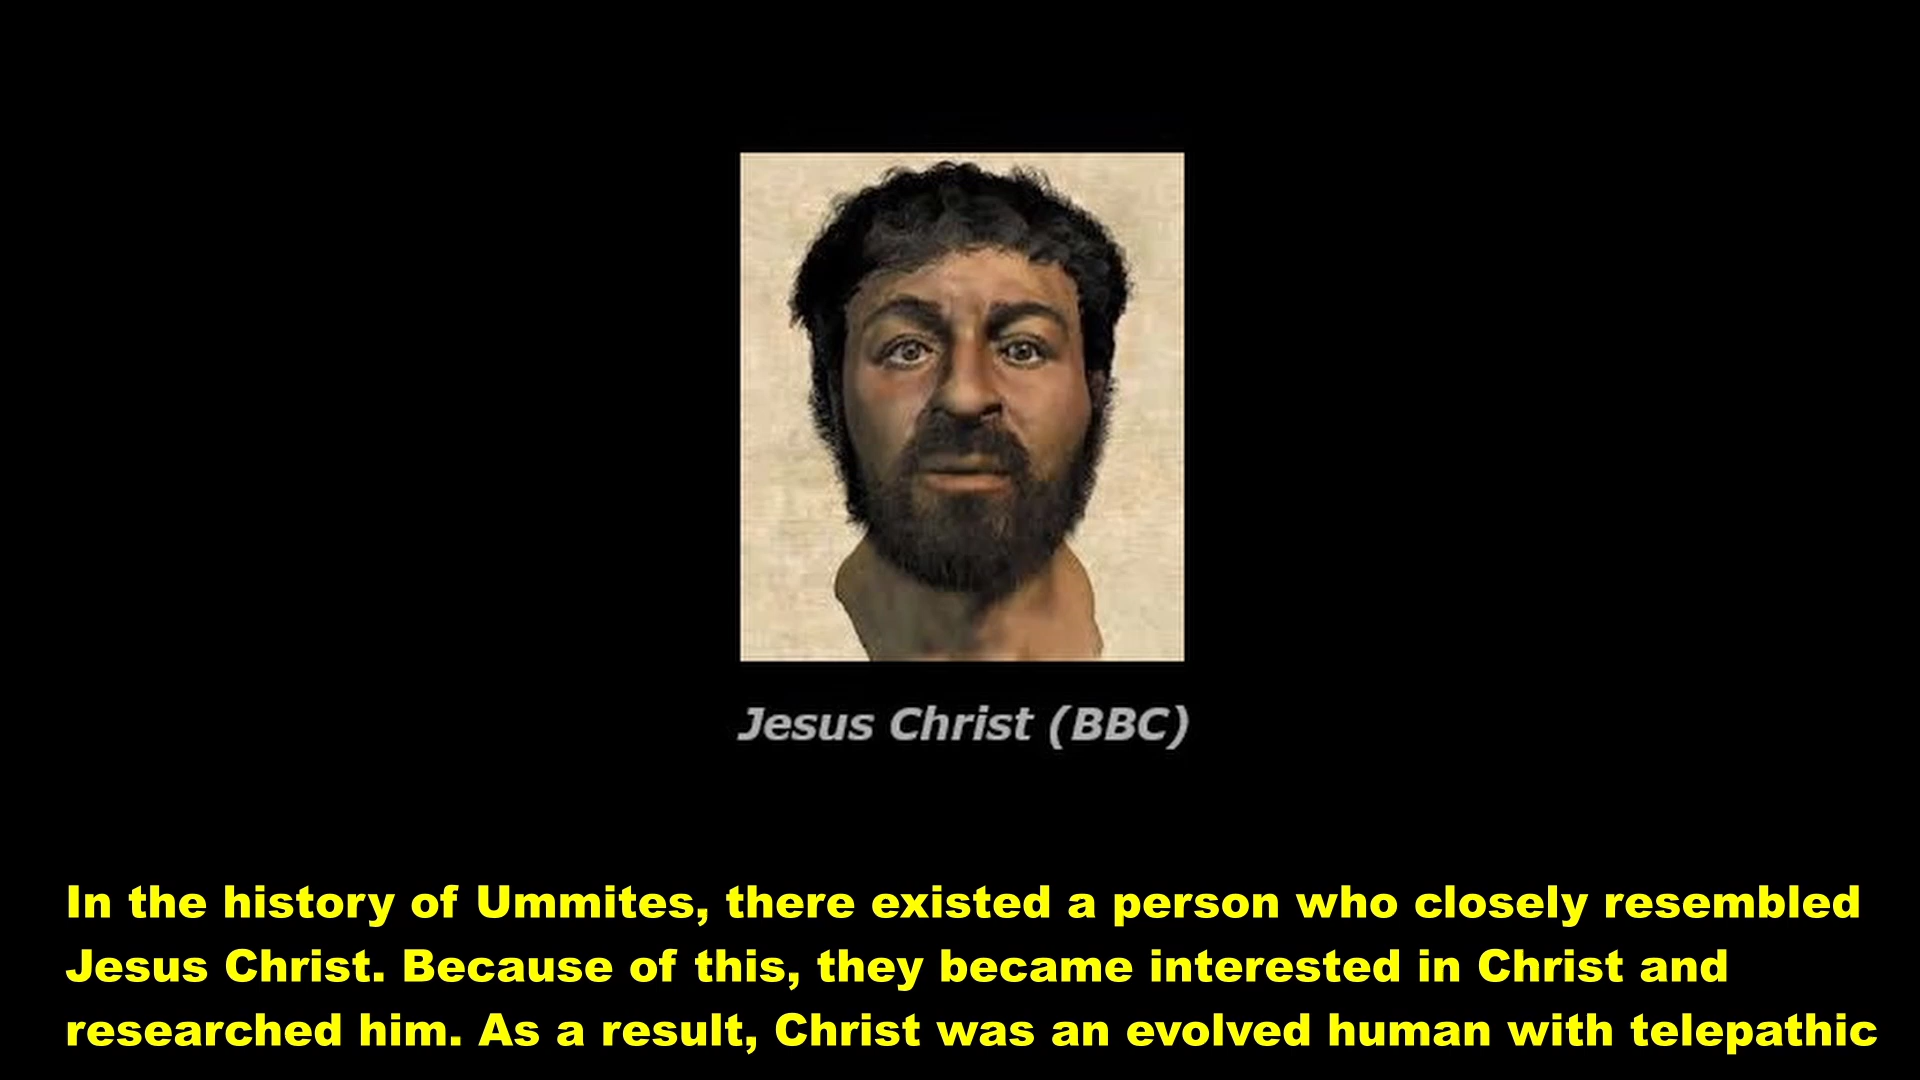 Jesus Christ (BBC)
In the history of Ummites, there existed a person who closely resembled
Jesus Christ. Because of this, they became interested in Christ and
researched him. As a result, Christ was an evolved human with telepathic